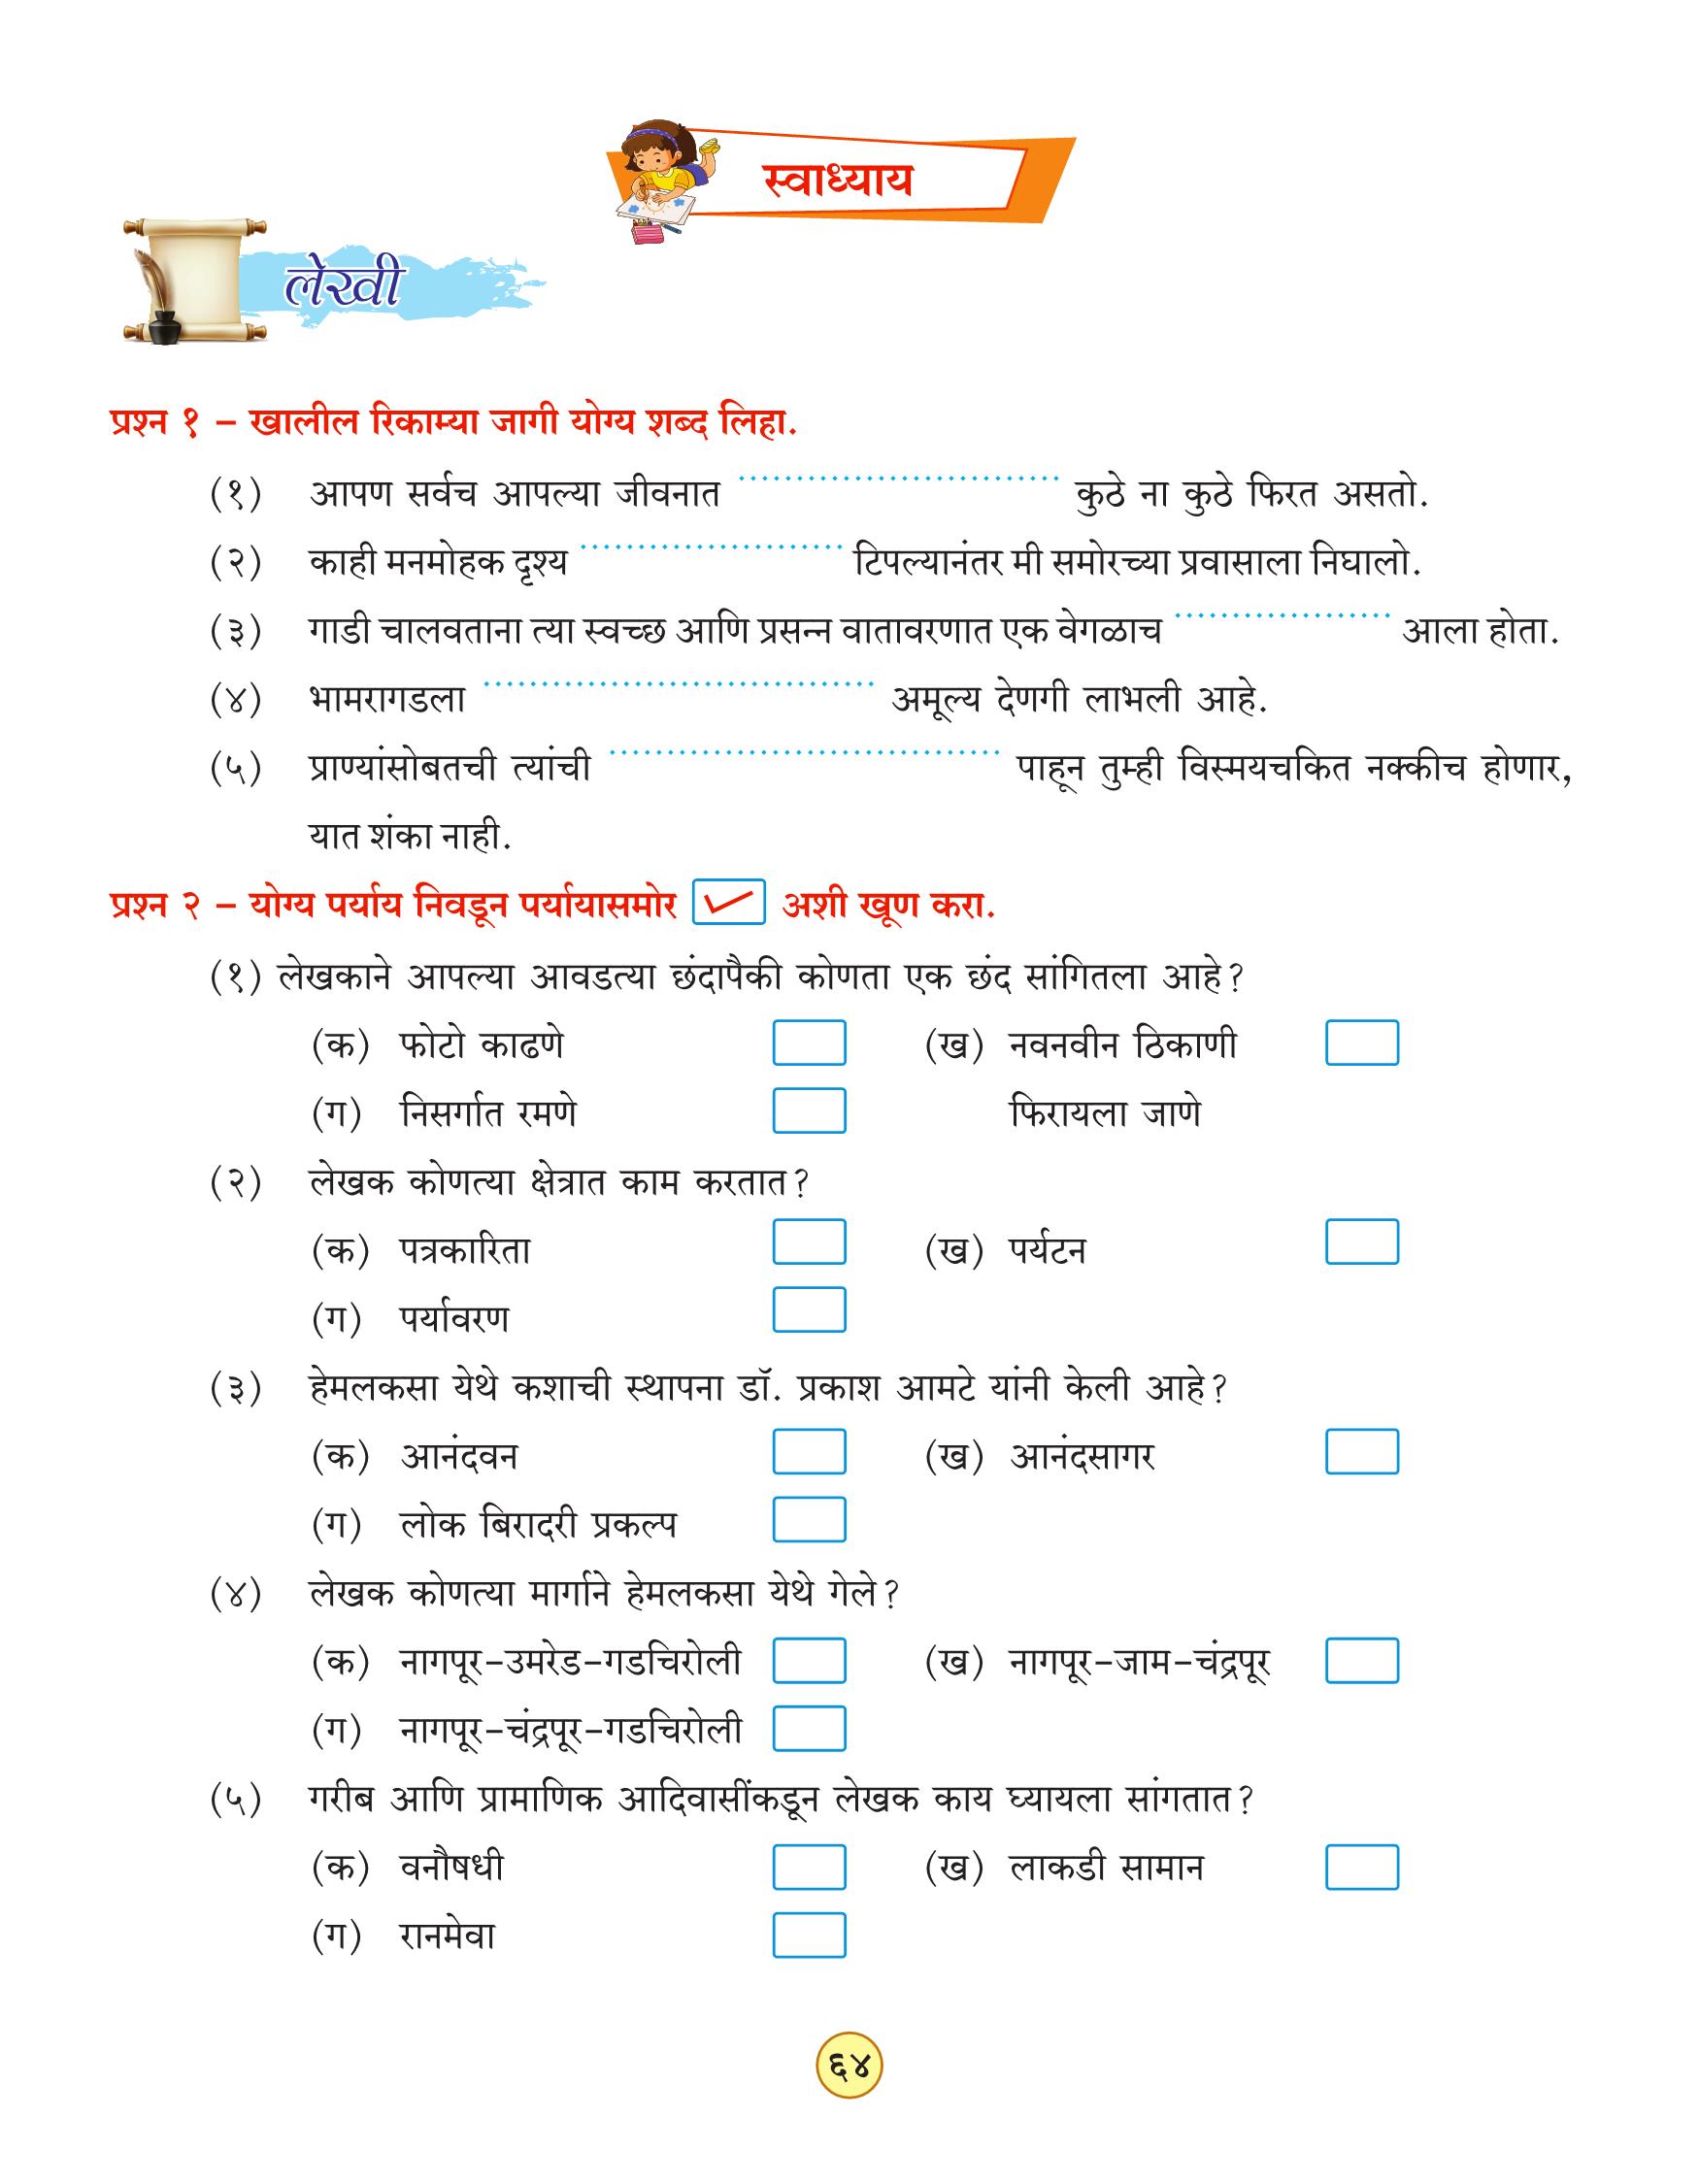 स्वाध्याय
लेखी
प्रश्न १ – खालील रिकाम्या जागी योग्य शब्द लिहा.
(१) आपण सर्वच आपल्या जीवनात .................................. कुठे ना कुठे फिरत असतो.
(२) काही मनमोहक दृश्य ............................ टिपल्यानंतर मी समोरच्या प्रवासाला निघालो.
(३) गाडी चालवताना त्या स्वच्छ आणि प्रसन्न वातावरणात एक वेगळाच ....................... आला होता.
(४) भामरागडला .......................................... अमूल्य देणगी लाभली आहे.
(५) प्राण्यांसोबतची त्यांची .......................................... पाहून तुम्ही विस्मयचकित नक्कीच होणार,
यात शंका नाही.
प्रश्न २ – योग्य पर्याय निवडून पर्यायासमोर ✓ अशी खूण करा.
(१) लेखकाने आपल्या आवडत्या छंदापैकी कोणता एक छंद सांगितला आहे?
(क) फोटो काढणे (ख) नवनवीन ठिकाणी
(ग) निसर्गात रमणे फिरायला जाणे
(२) लेखक कोणत्या क्षेत्रात काम करतात?
(क) पत्रकारिता (ख) पर्यटन
(ग) पर्यावरण
(३) हेमलकसा येथे कशाची स्थापना डॉ. प्रकाश आमटे यांनी केली आहे?
(क) आनंदवन (ख) आनंदसागर
(ग) लोक बिरादरी प्रकल्प
(४) लेखक कोणत्या मार्गाने हेमलकसा येथे गेले?
(क) नागपूर-उमरेड-गडचिरोली (ख) नागपूर-जाम-चंद्रपूर
(ग) नागपूर-चंद्रपूर-गडचिरोली
(५) गरीब आणि प्रामाणिक आदिवासींकडून लेखक काय घ्यायला सांगतात?
(क) वनौषधी (ख) लाकडी सामान
(ग) रानमेवा
६४